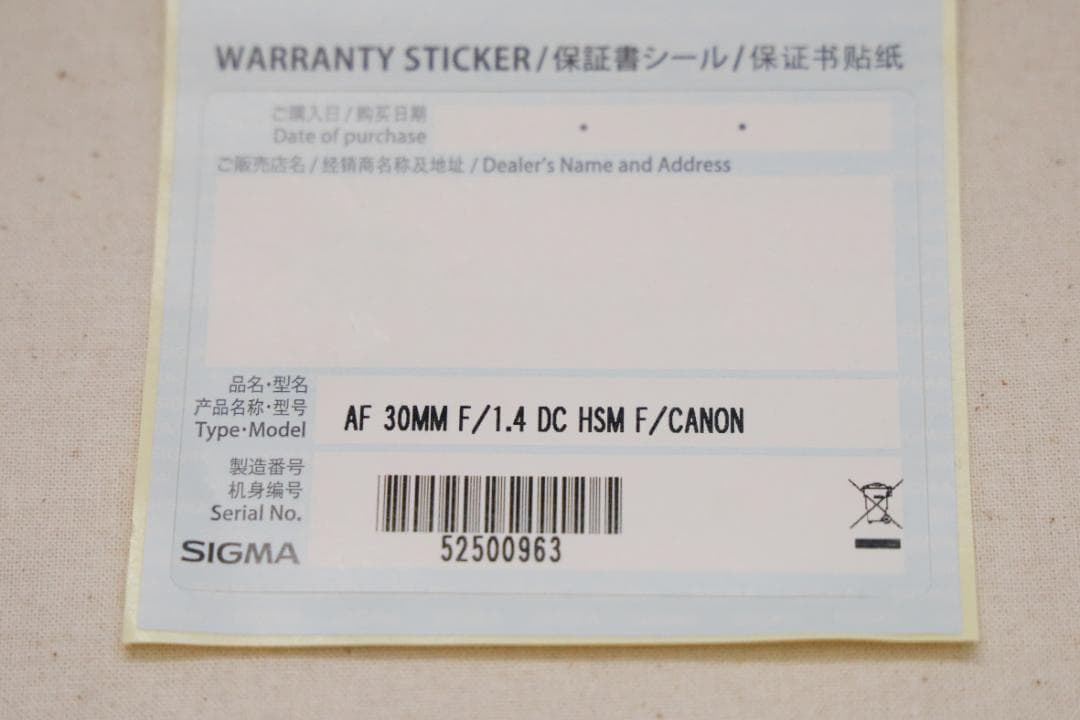 WARRANTY STICKER/保証書シール/保证书贴纸
ご購入日/购买日期
Date of purchase
ご販売店名/经销商名称及地址/Dealer's Name and Address
品名・型名
产品名称・型号
Type・Model
AF 30MM F/1.4 DC HSM F/CANON
製造番号
机身编号
Serial No.
52500963
SIGMA